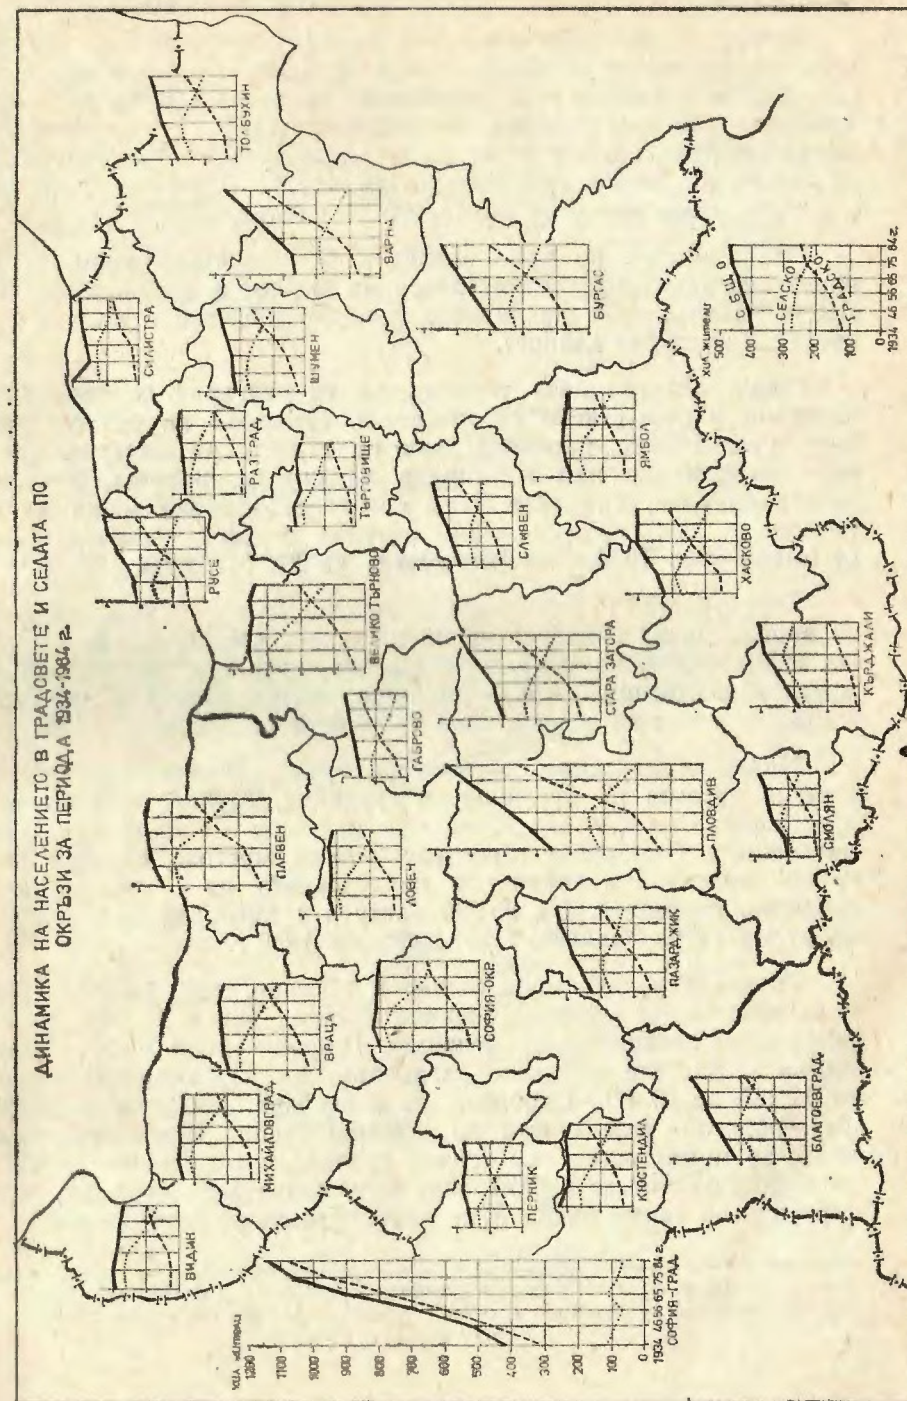 ДИНАМИКА НА НАСЕЛЕНИЕТО В ГРАДОВЕТЕ И СЕЛАТА ПО
ОКРЪЗИ ЗА ПЕРИОДА 1934-1984 г.
ВИДИН
МИХАЙЛОВГРАД
ВРАЦА
ПЛЕВЕН
ЛОВЕЧ
ГАБРОВО
ВЕЛИКО ТЪРНОВО
РУСЕ
РАЗГРАД
ТЪРГОВИЩЕ
СИЛИСТРА
ШУМЕН
ТОЛБУХИН
ВАРНА
БУРГАС
СЛИВЕН
ЯМБОЛ
СТАРА ЗАГОРА
ХАСКОВО
КЪРДЖАЛИ
ПЛОВДИВ
СМОЛЯН
ПАЗАРДЖИК
СОФИЯ-ОКР.
ПЕРНИК
КЮСТЕНДИЛ
БЛАГОЕВГРАД
ХИЛ. ЖИТЕЛИ
1200
1100
1000
900
800
700
600
500
400
300
200
100
0
1934 46 56 65 75 84 г.
СОФИЯ-ГРАД
ХИЛ. ЖИТЕЛИ
500
400
300
200
100
0
ОБЩО
СЕЛСКО
ГРАДСКО
1934 46 56 65 75 84 г.